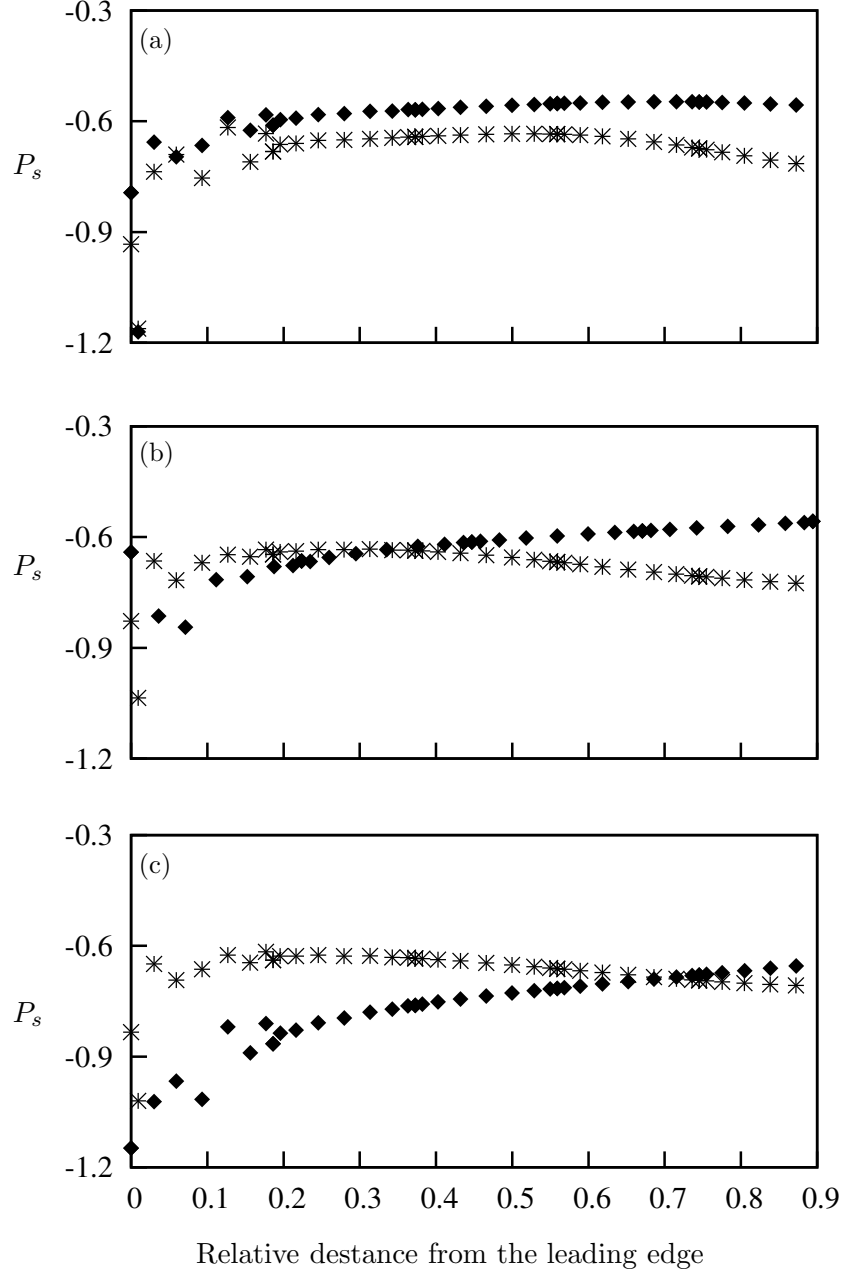 -0.3
(a)
-0.6
P_s
-0.9
-1.2
-0.3
(b)
-0.6
P_s
-0.9
-1.2
-0.3
(c)
-0.6
P_s
-0.9
-1.2
0 0.1 0.2 0.3 0.4 0.5 0.6 0.7 0.8 0.9
Relative destance from the leading edge